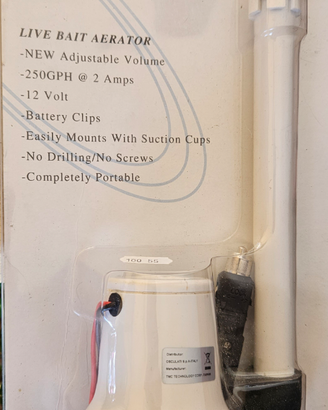 LIVE BAIT AERATOR
-NEW Adjustable Volume
-250GPH @ 2 Amps
-12 Volt
-Battery Clips
-Easily Mounts With Suction Cups
-No Drilling/No Screws
-Completely Portable